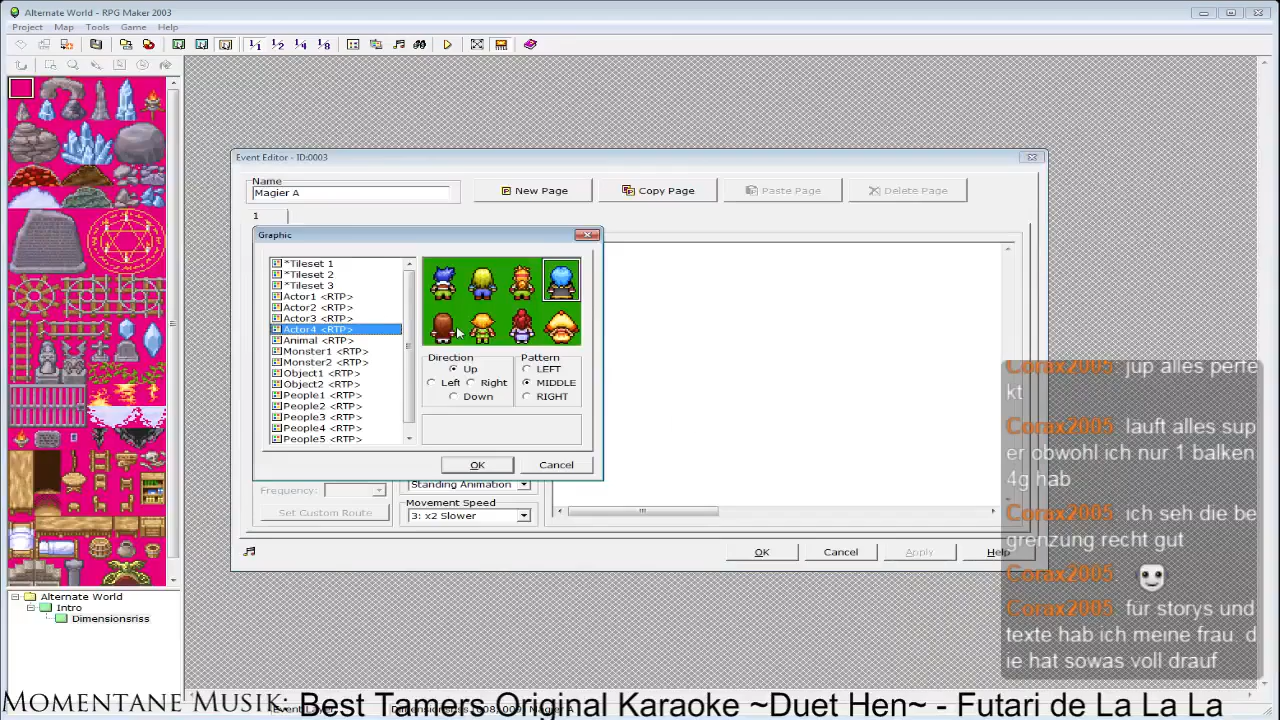 Alternate World - RPG Maker 2003
Project Map Tools Game Help
Event Editor - ID:0003
Name
Magier A
New Page
Copy Page
Paste Page
Delete Page
1
Graphic
*Tileset 1
*Tileset 2
*Tileset 3
Actor1 <RTP>
Actor2 <RTP>
Actor3 <RTP>
Actor4 <RTP>
Animal <RTP>
Monster1 <RTP>
Monster2 <RTP>
Object1 <RTP>
Object2 <RTP>
People1 <RTP>
People2 <RTP>
People3 <RTP>
People4 <RTP>
People5 <RTP>
Direction
Up
Left Right
Down
Pattern
LEFT
MIDDLE
RIGHT
OK Cancel
Frequency:
Set Custom Route
Standing Animation
Movement Speed
3: x2 Slower
OK Cancel Apply Help
Alternate World
Intro
Dimensionsriss
Corax2005: jup alles perfe
kt
Corax2005: lauft alles sup
er obwohl ich nur 1 balken
4g hab
Corax2005: ich seh die be
grenzung recht gut
Corax2005:
Corax2005: für storys und
texte hab ich meine frau. d
ie hat sowas voll drauf
Momentane Musik: Best Tamers Original Karaoke ~Duet Hen~ - Futari de La La La